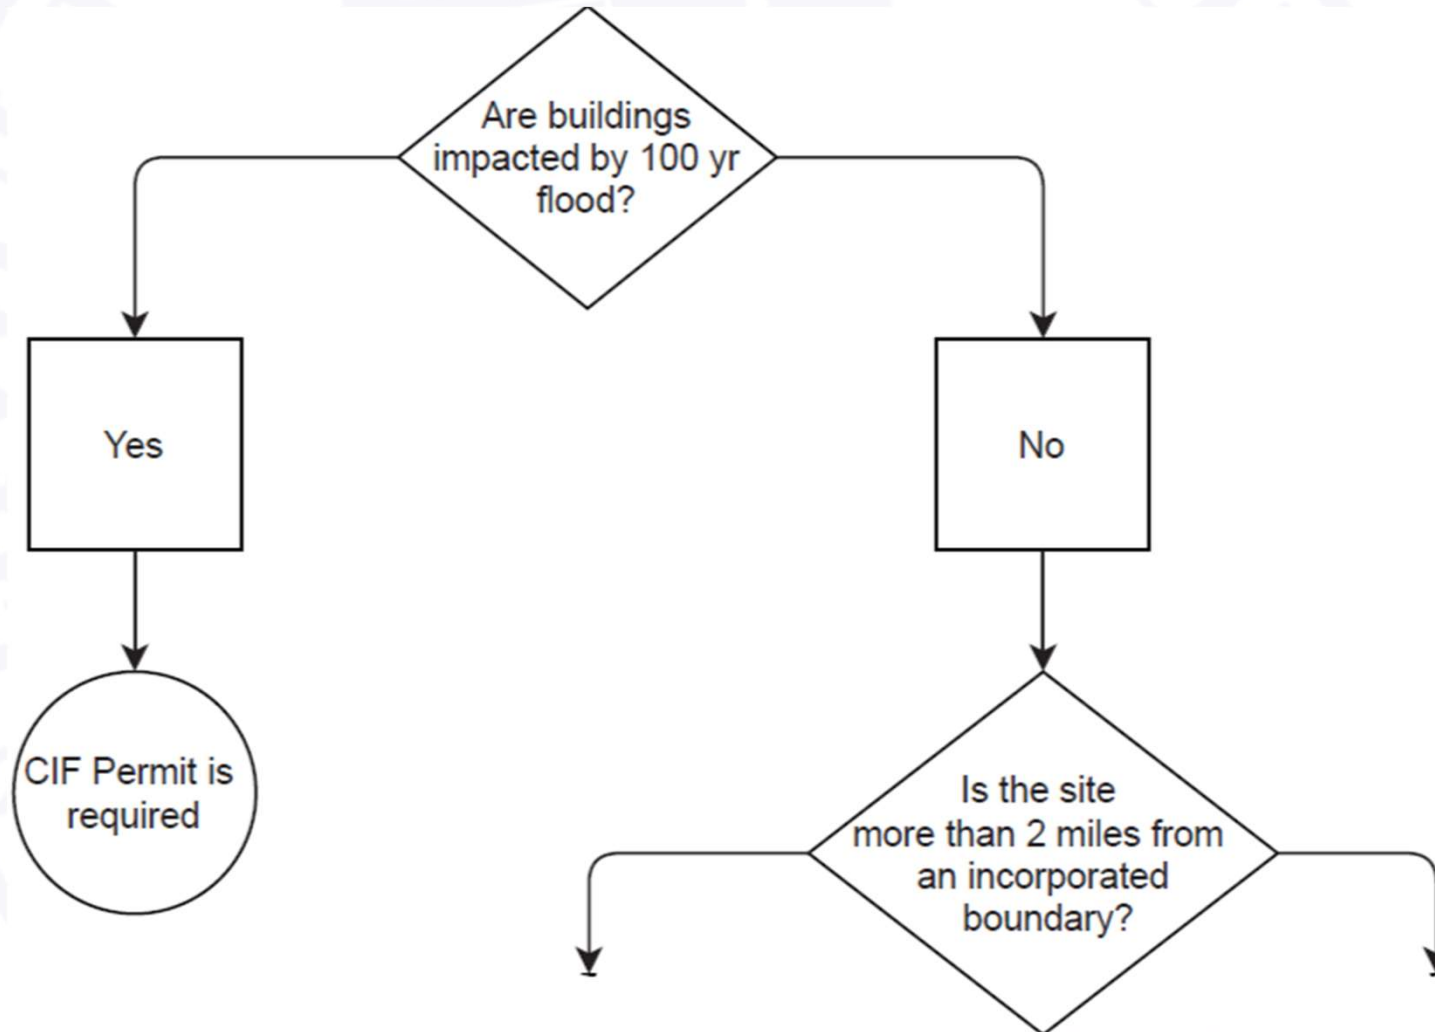 Are buildings
impacted by 100 yr
flood?
Yes
No
CIF Permit is
required
Is the site
more than 2 miles from
an incorporated
boundary?